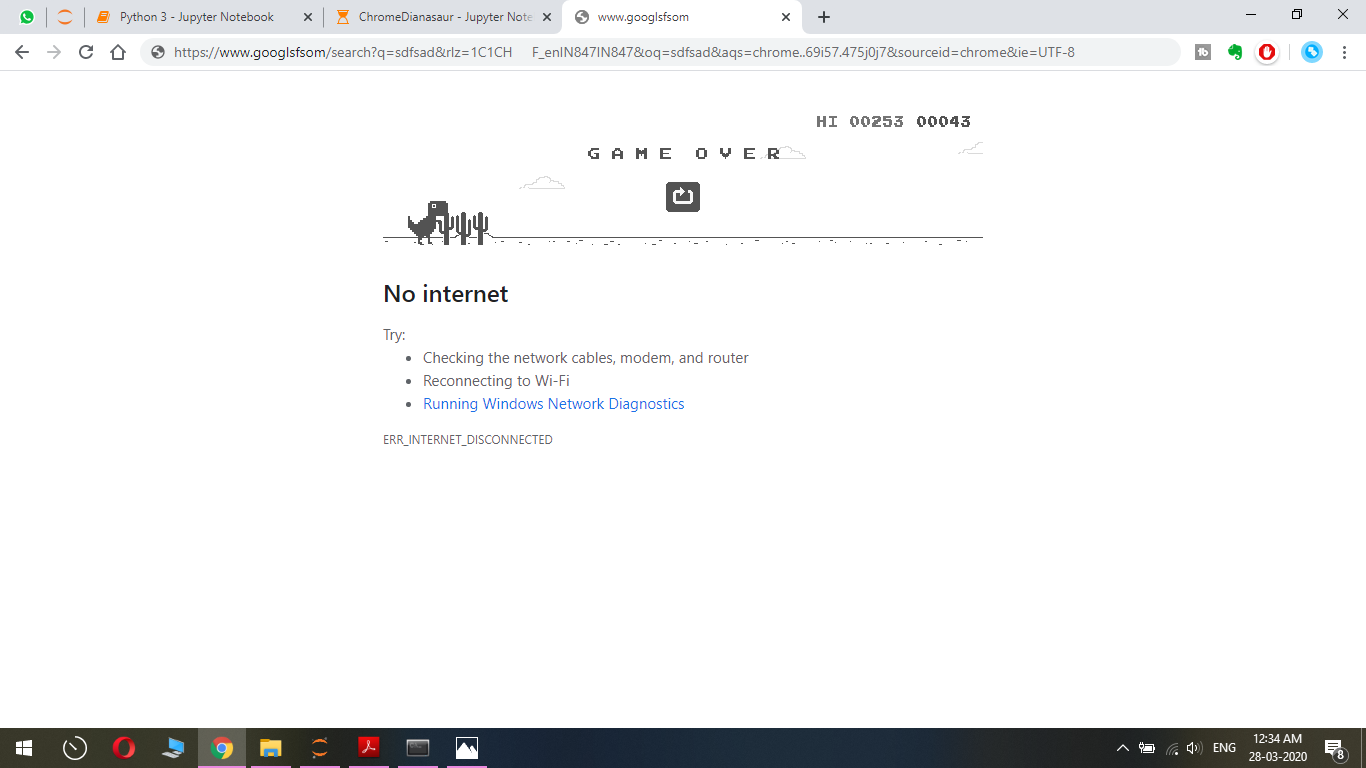 Python 3 - Jupyter Notebook
ChromeDianasaur - Jupyter Note
www.googlsfsom
https://www.googlsfsom/search?q=sdfsad&rlz=1C1CH F_enIN847IN847&oq=sdfsad&aqs=chrome..69i57.475j0j7&sourceid=chrome&ie=UTF-8
HI 00253 00043
GAME OVER
No internet
Try:
• Checking the network cables, modem, and router
• Reconnecting to Wi-Fi
• Running Windows Network Diagnostics
ERR_INTERNET_DISCONNECTED
ENG
12:34 AM
28-03-2020
8